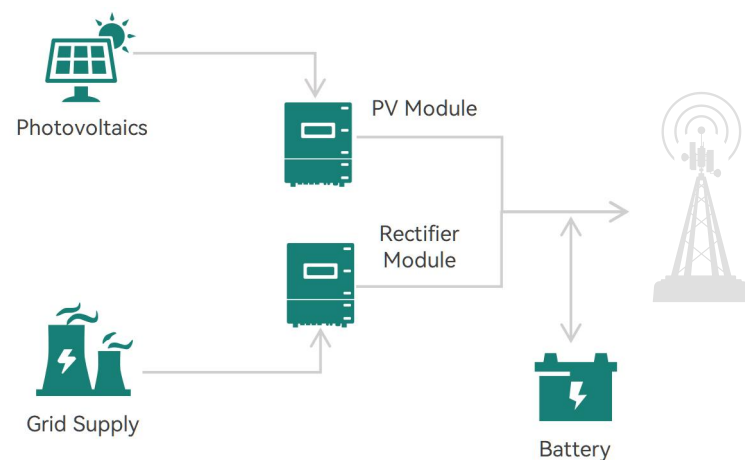 Photovoltaics
PV Module
Rectifier
Module
Grid Supply
Battery